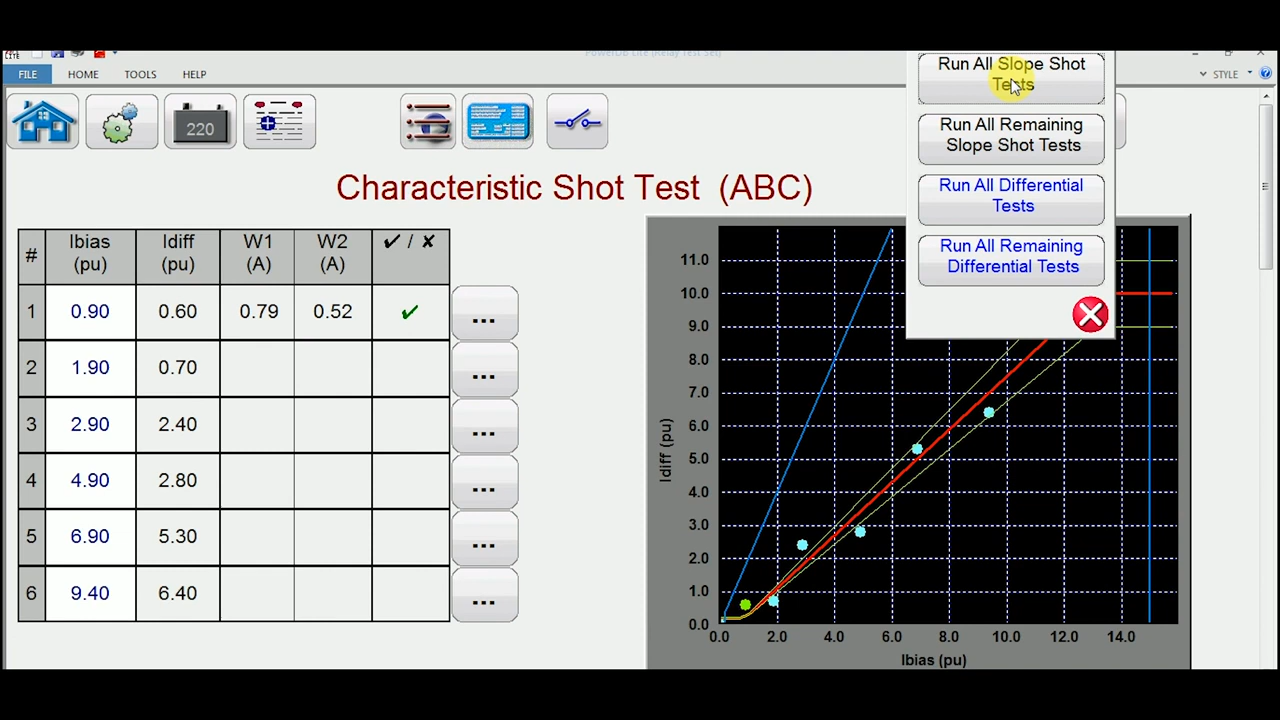 PowerDB Lite (Relay Test Set)
LITE
FILE HOME TOOLS HELP
STYLE
220
Run All Slope Shot
Tests
Run All Remaining
Slope Shot Tests
Run All Differential
Tests
Run All Remaining
Differential Tests
Characteristic Shot Test (ABC)
# Ibias (pu) Idiff (pu) W1 (A) W2 (A) ✔ / ✘
1 0.90 0.60 0.79 0.52 ✔ ...
2 1.90 0.70 ...
3 2.90 2.40 ...
4 4.90 2.80 ...
5 6.90 5.30 ...
6 9.40 6.40 ...
Idiff (pu)
11.0
10.0
9.0
8.0
7.0
6.0
5.0
4.0
3.0
2.0
1.0
0.0
0.0 2.0 4.0 6.0 8.0 10.0 12.0 14.0
Ibias (pu)